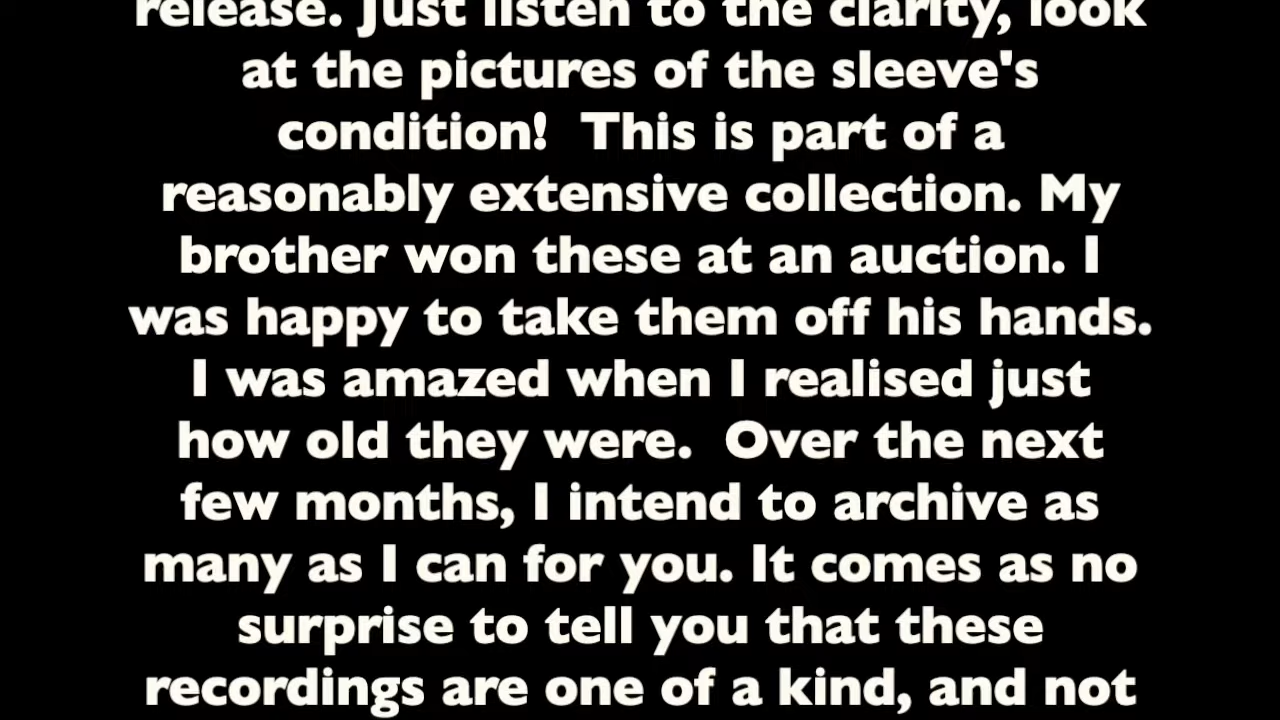 release. Just listen to the clarity, look
at the pictures of the sleeve's
condition!  This is part of a
reasonably extensive collection. My
brother won these at an auction. I
was happy to take them off his hands.
I was amazed when I realised just
how old they were.  Over the next
few months, I intend to archive as
many as I can for you. It comes as no
surprise to tell you that these
recordings are one of a kind, and not